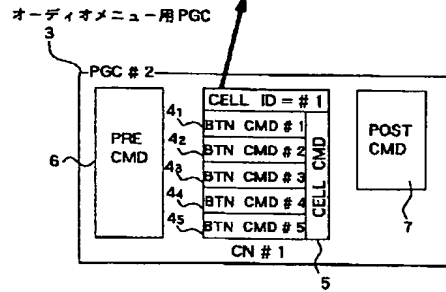 オーディオメニュー用PGC
3
PGC #2
CELL ID = #1
4₁
BTN CMD #1
4₂
BTN CMD #2
4₃
BTN CMD #3
4₄
BTN CMD #4
4₅
BTN CMD #5
CELL CMD
PRE
CMD
6
POST
CMD
7
CN #1
5